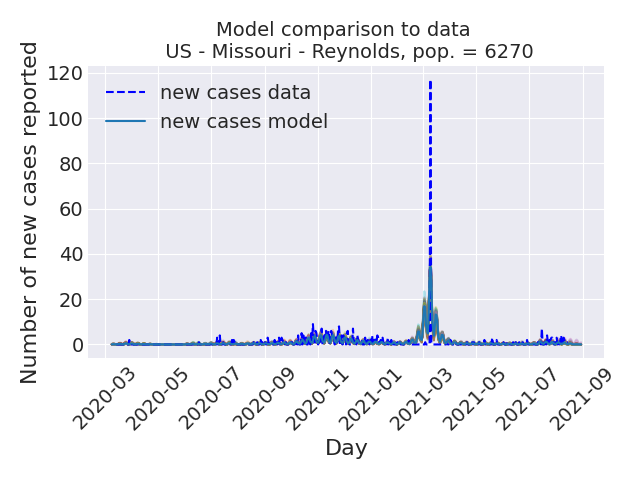 Model comparison to data
US - Missouri - Reynolds, pop. = 6270
Number of new cases reported
120
100
80
60
40
20
0
new cases data
new cases model
2020-03
2020-05
2020-07
2020-09
2020-11
2021-01
2021-03
2021-05
2021-07
2021-09
Day